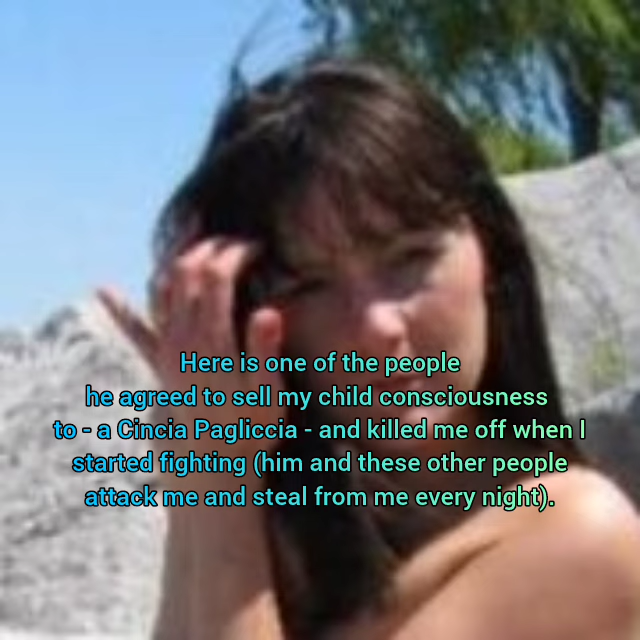 Here is one of the people
he agreed to sell my child consciousness
to - a Cincia Pagliccia - and killed me off when I
started fighting (him and these other people
attack me and steal from me every night).